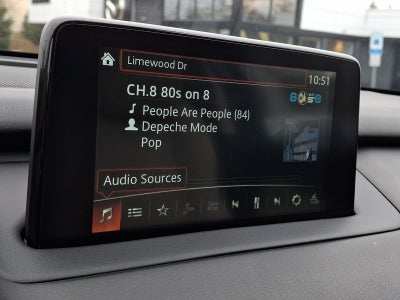 Limewood Dr
10:51
CH.8 80s on 8
People Are People (84)
Depeche Mode
Pop
Audio Sources